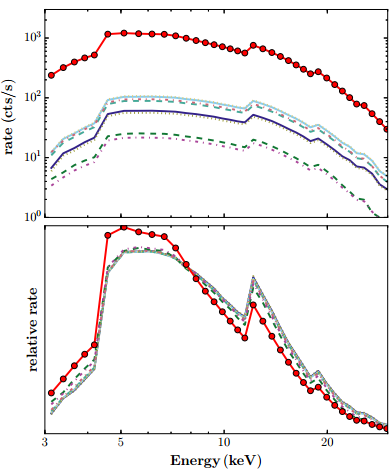 10³
10²
10¹
10⁰
rate (cts/s)
relative rate
3 5 10 20
Energy (keV)